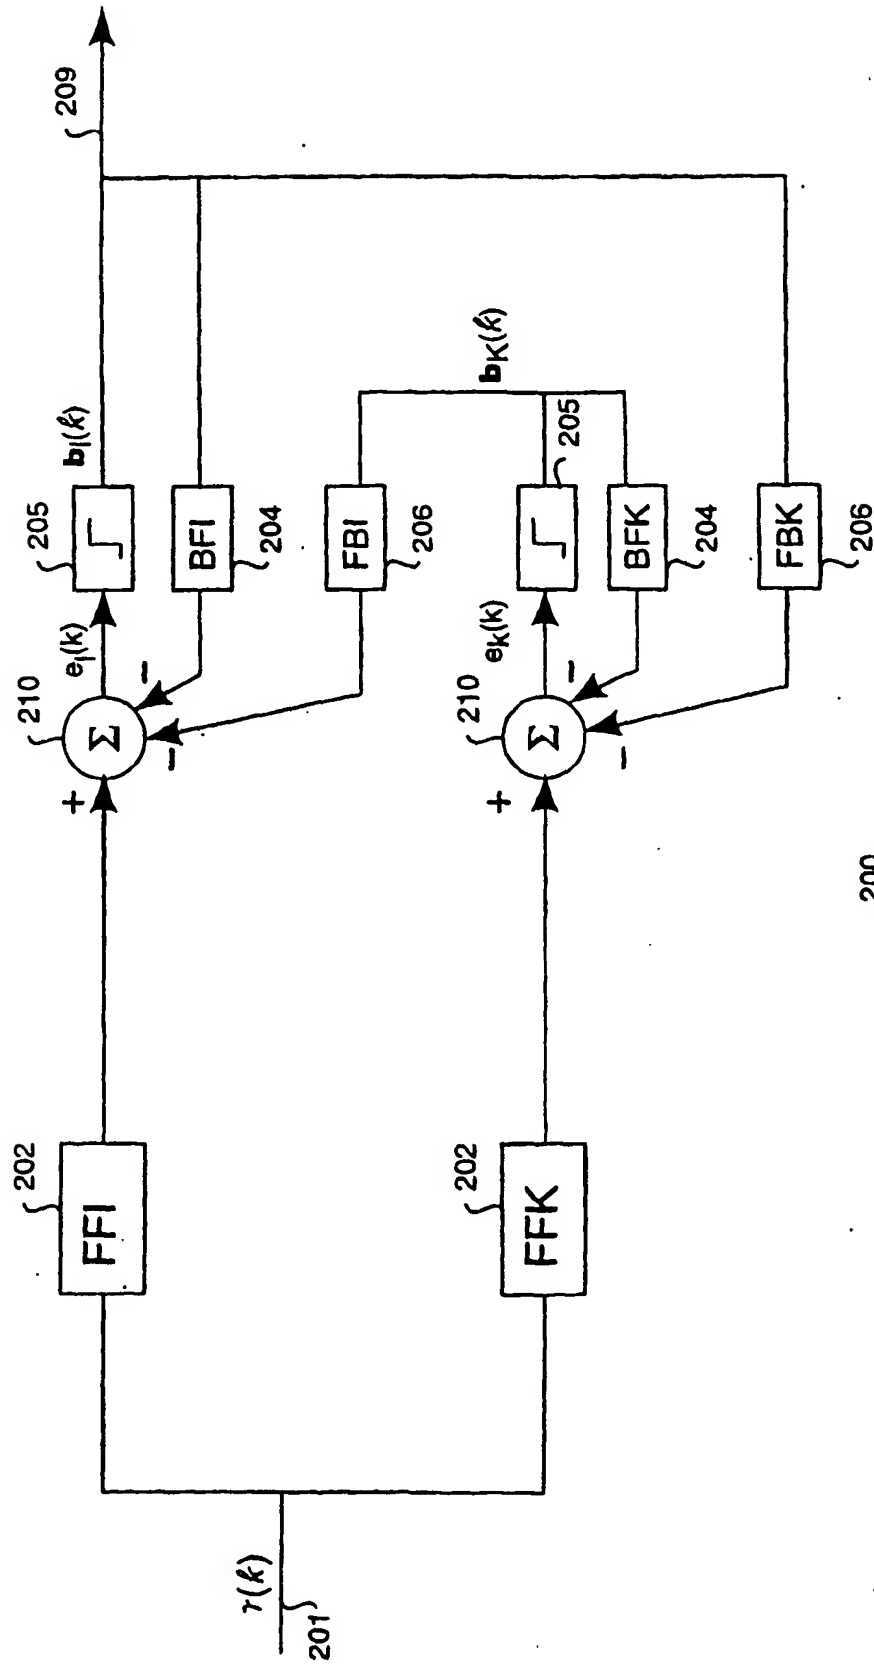 r(k)
201
202
FFI
202
FFK
210
Σ
+
−
−
e_I(k)
205
b_I(k)
BFI
204
FBI
206
209
210
Σ
+
−
−
e_k(k)
205
b_K(k)
BFK
204
FBK
206
200